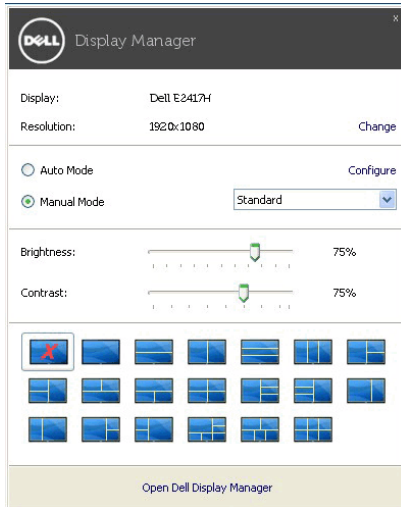 x
DELL Display Manager
Display: Dell E2417H
Resolution: 1920x1080 Change
Auto Mode Configure
Manual Mode Standard
Brightness: 75%
Contrast: 75%
Open Dell Display Manager